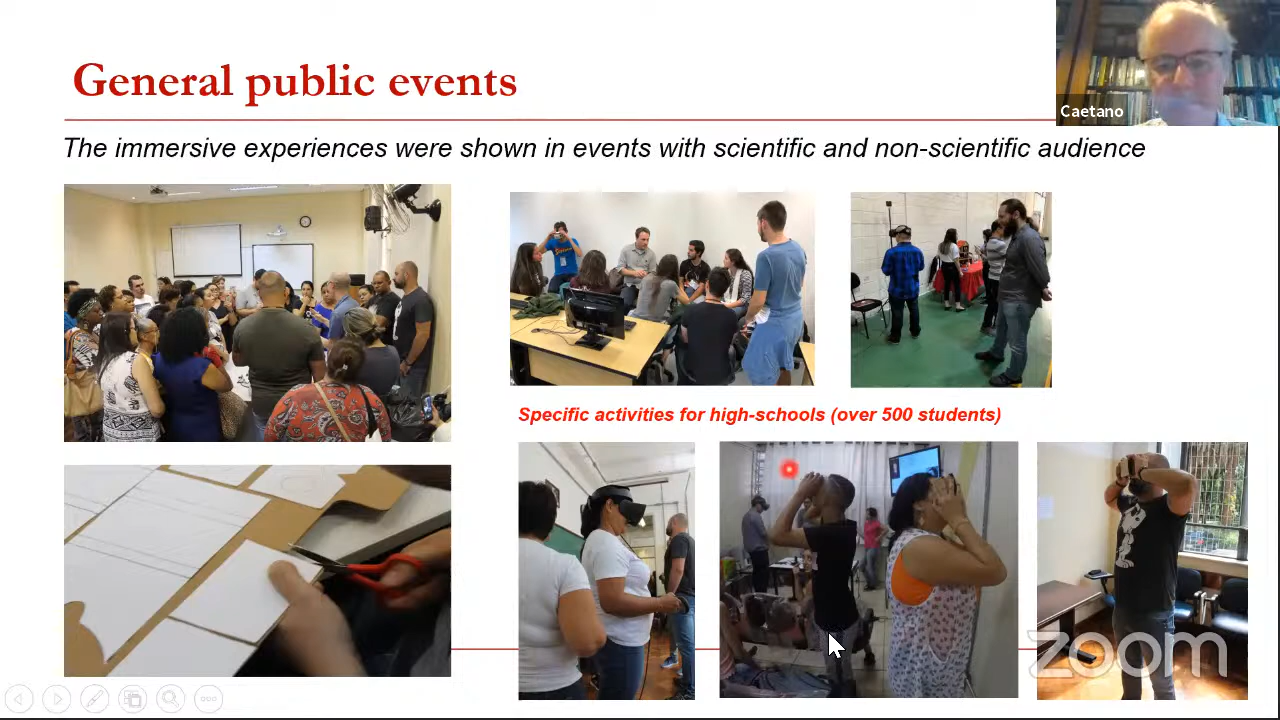 General public events
Caetano
The immersive experiences were shown in events with scientific and non-scientific audience
Specific activities for high-schools (over 500 students)
zoom